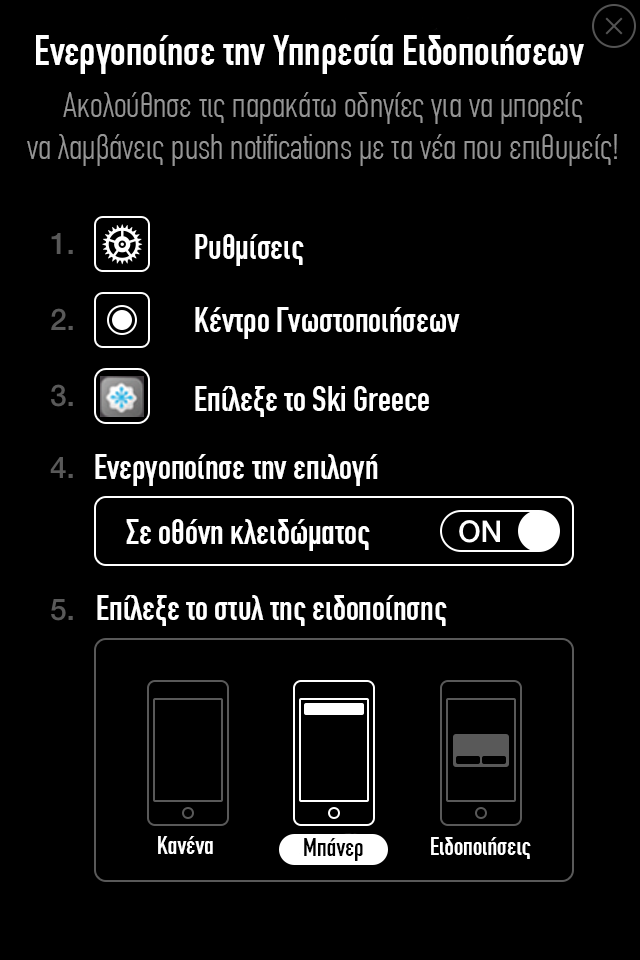 Ενεργοποίησε την Υπηρεσία Ειδοποιήσεων
Ακολούθησε τις παρακάτω οδηγίες για να μπορείς
να λαμβάνεις push notifications με τα νέα που επιθυμείς!
1. Ρυθμίσεις
2. Κέντρο Γνωστοποιήσεων
3. Επίλεξε το Ski Greece
4. Ενεργοποίησε την επιλογή
Σε οθόνη κλειδώματος ON
5. Επίλεξε το στυλ της ειδοποίησης
Κανένα Μπάνερ Ειδοποιήσεις